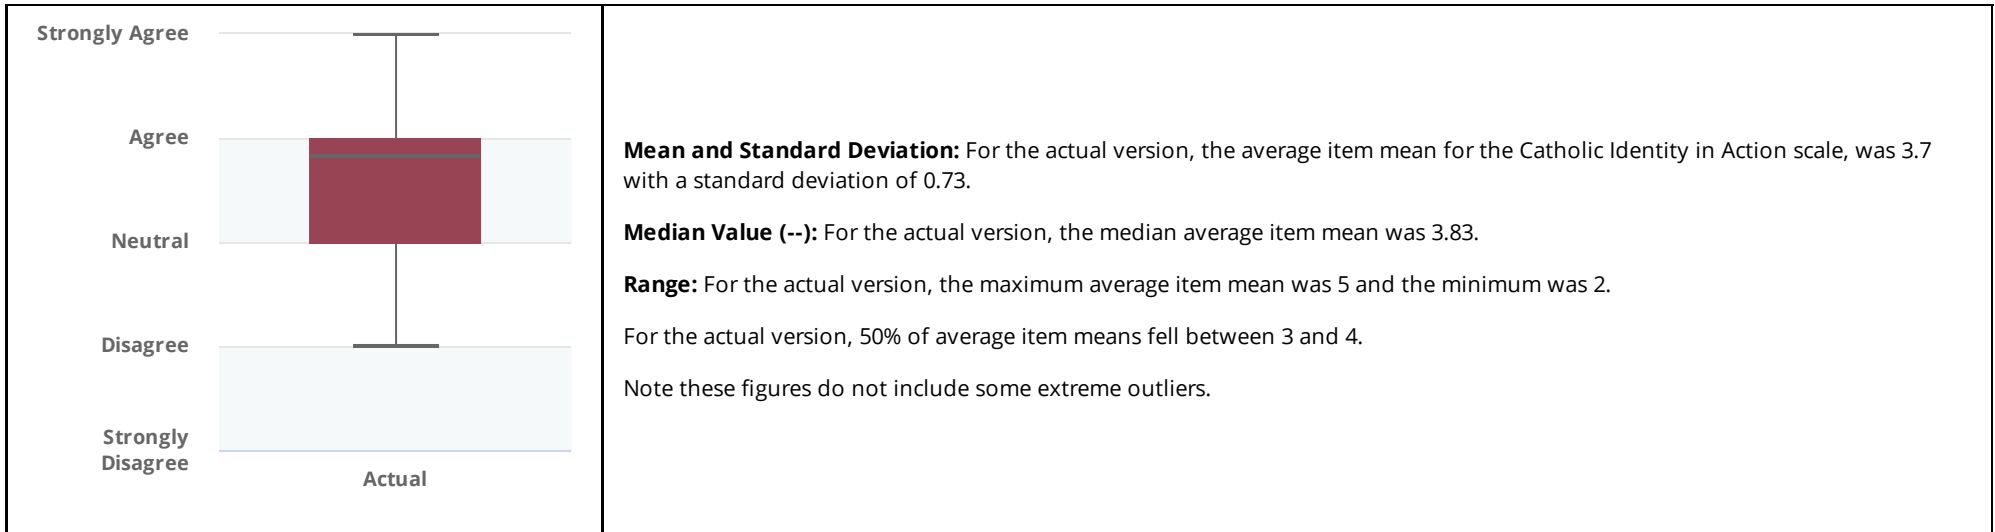 Strongly Agree
Agree
Neutral
Disagree
Strongly
Disagree
Actual
Mean and Standard Deviation: For the actual version, the average item mean for the Catholic Identity in Action scale, was 3.7
with a standard deviation of 0.73.
Median Value (--): For the actual version, the median average item mean was 3.83.
Range: For the actual version, the maximum average item mean was 5 and the minimum was 2.
For the actual version, 50% of average item means fell between 3 and 4.
Note these figures do not include some extreme outliers.